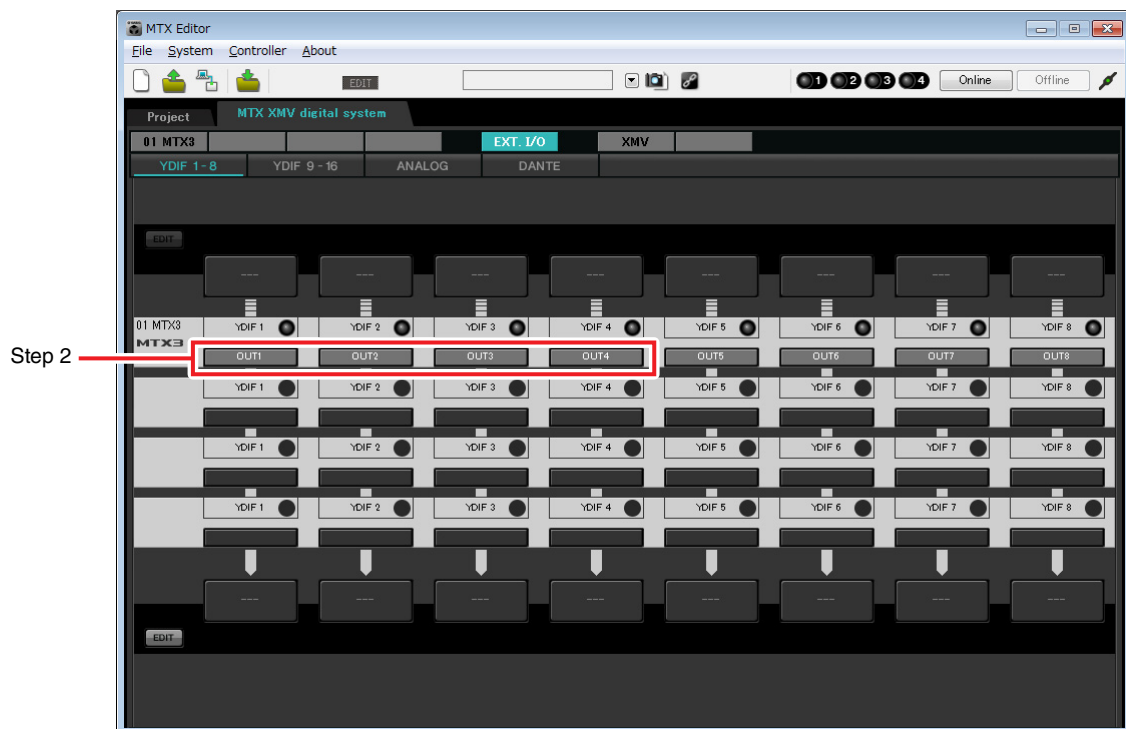 MTX Editor
File System Controller About
EDIT
1 2 3 4 Online Offline
Project MTX XMV digital system
01 MTX3 EXT. I/O XMV
YDIF 1-8 YDIF 9-16 ANALOG DANTE
EDIT
--- --- --- --- --- --- --- ---
01 MTX3 YDIF 1 YDIF 2 YDIF 3 YDIF 4 YDIF 5 YDIF 6 YDIF 7 YDIF 8
MTX3
Step 2 OUT1 OUT2 OUT3 OUT4 OUT5 OUT6 OUT7 OUT8
YDIF 1 YDIF 2 YDIF 3 YDIF 4 YDIF 5 YDIF 6 YDIF 7 YDIF 8
YDIF 1 YDIF 2 YDIF 3 YDIF 4 YDIF 5 YDIF 6 YDIF 7 YDIF 8
YDIF 1 YDIF 2 YDIF 3 YDIF 4 YDIF 5 YDIF 6 YDIF 7 YDIF 8
--- --- --- --- --- --- --- ---
EDIT